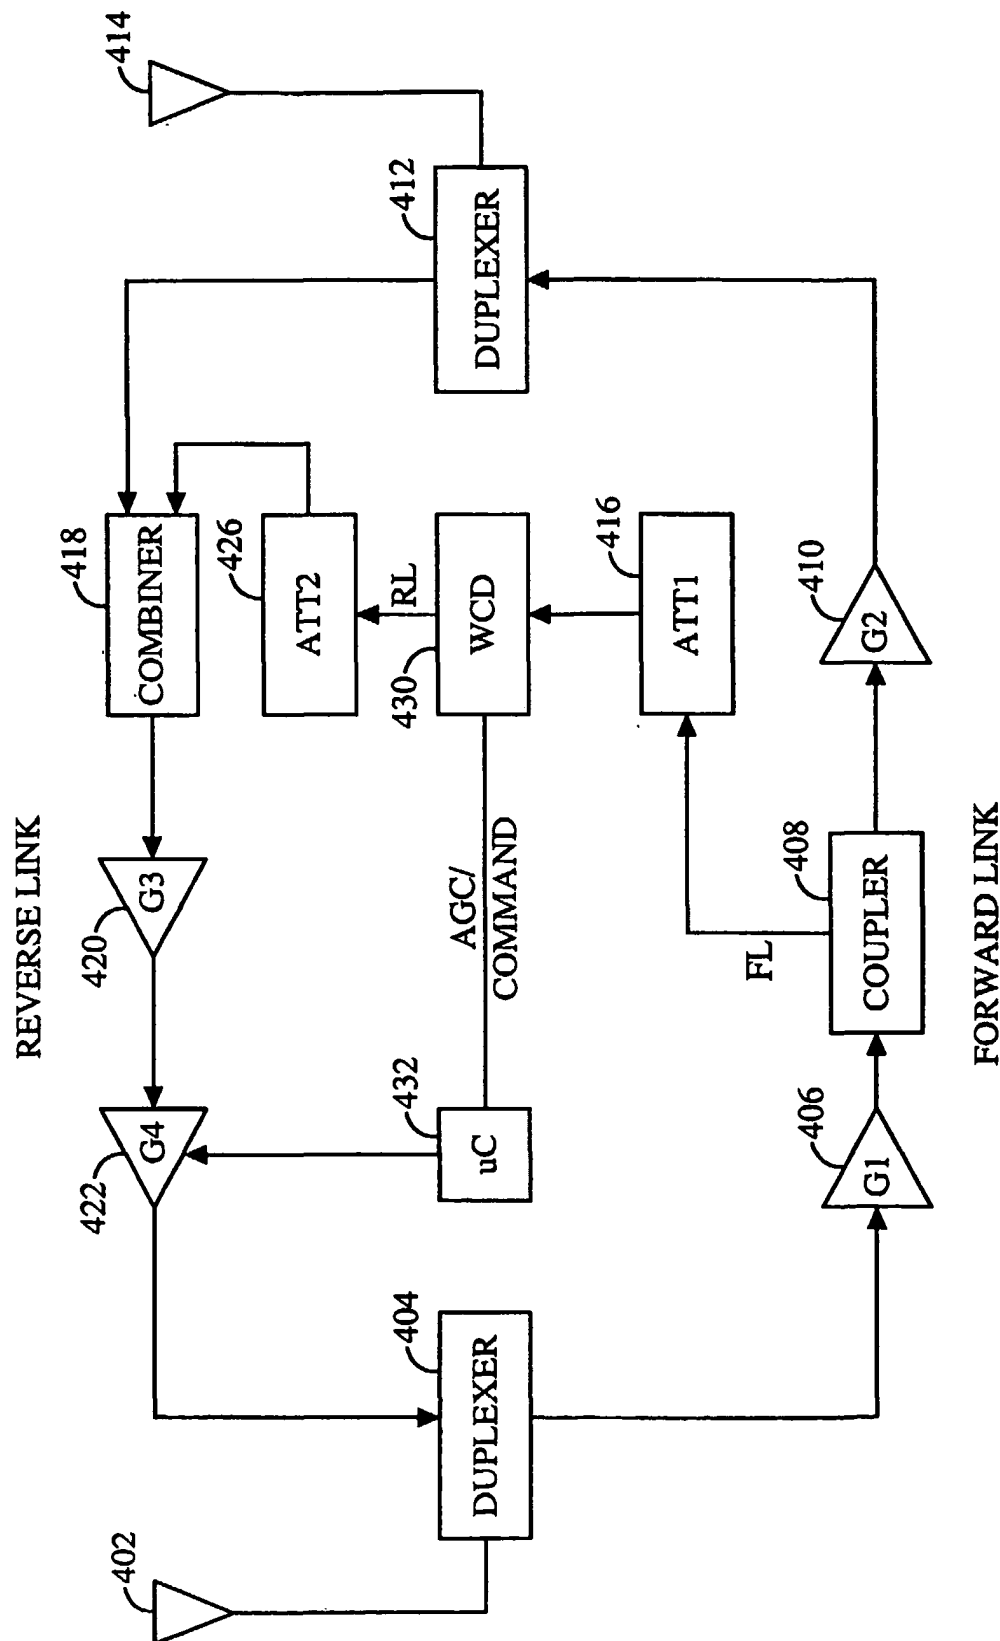 REVERSE LINK
402
DUPLEXER
404
422
G4
420
G3
418
COMBINER
426
ATT2
RL
430
WCD
AGC/
COMMAND
432
uC
416
ATT1
FL
406
G1
408
COUPLER
410
G2
412
DUPLEXER
414
FORWARD LINK